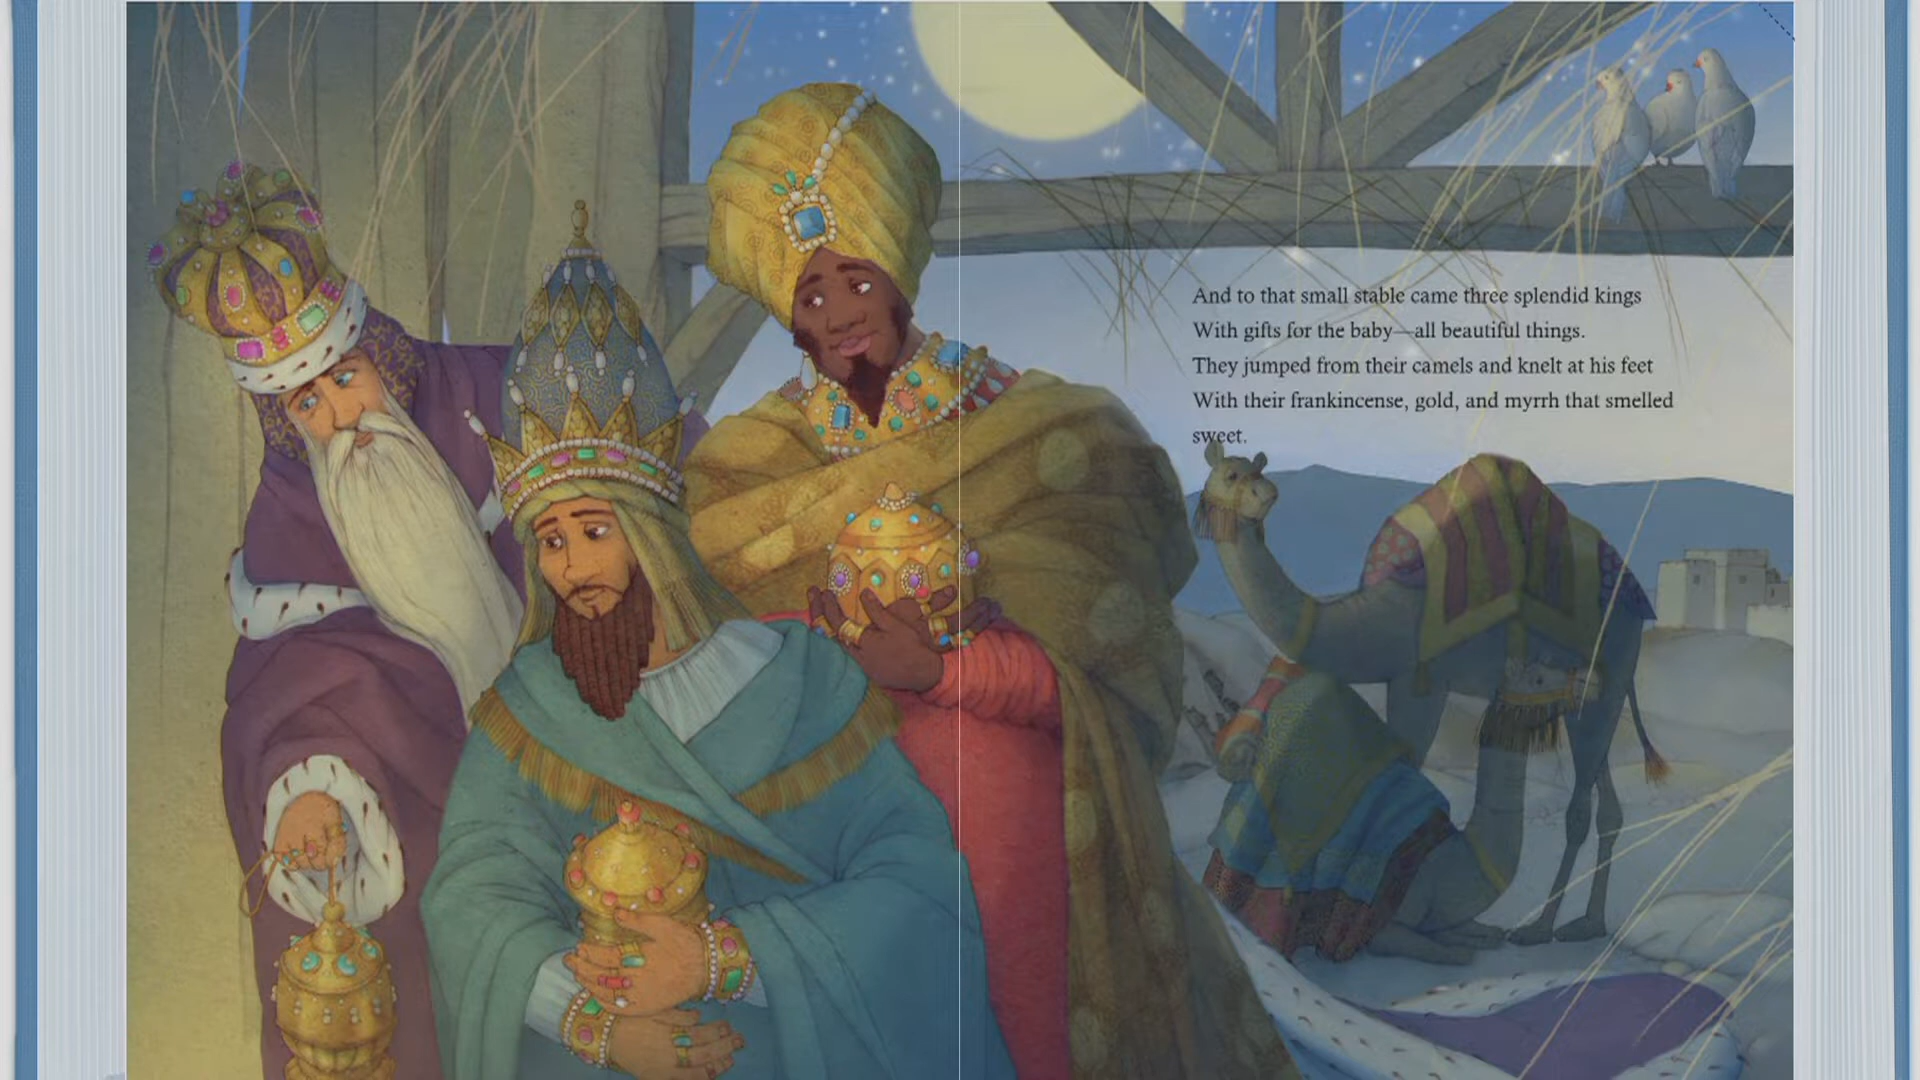 And to that small stable came three splendid kings
With gifts for the baby—all beautiful things.
They jumped from their camels and knelt at his feet
With their frankincense, gold, and myrrh that smelled
sweet.